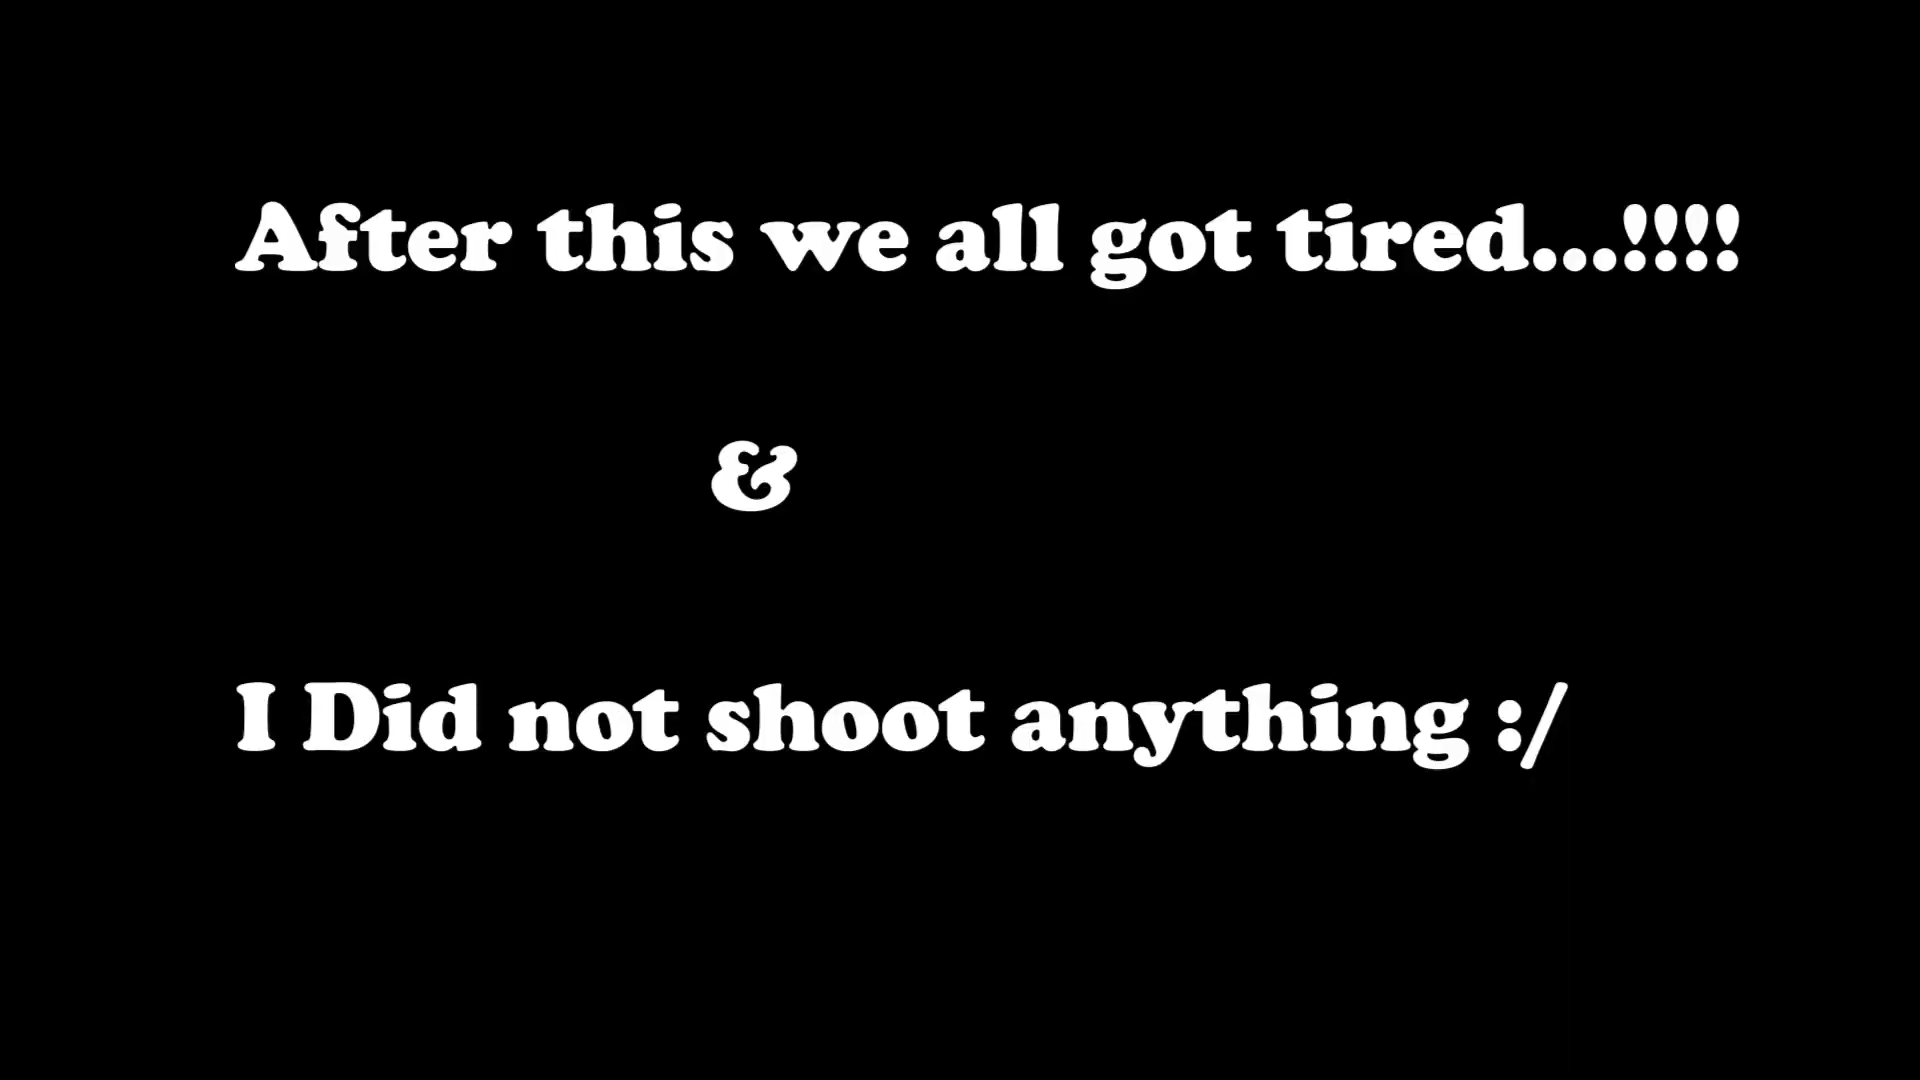 After this we all got tired...!!!!
&
I Did not shoot anything :/